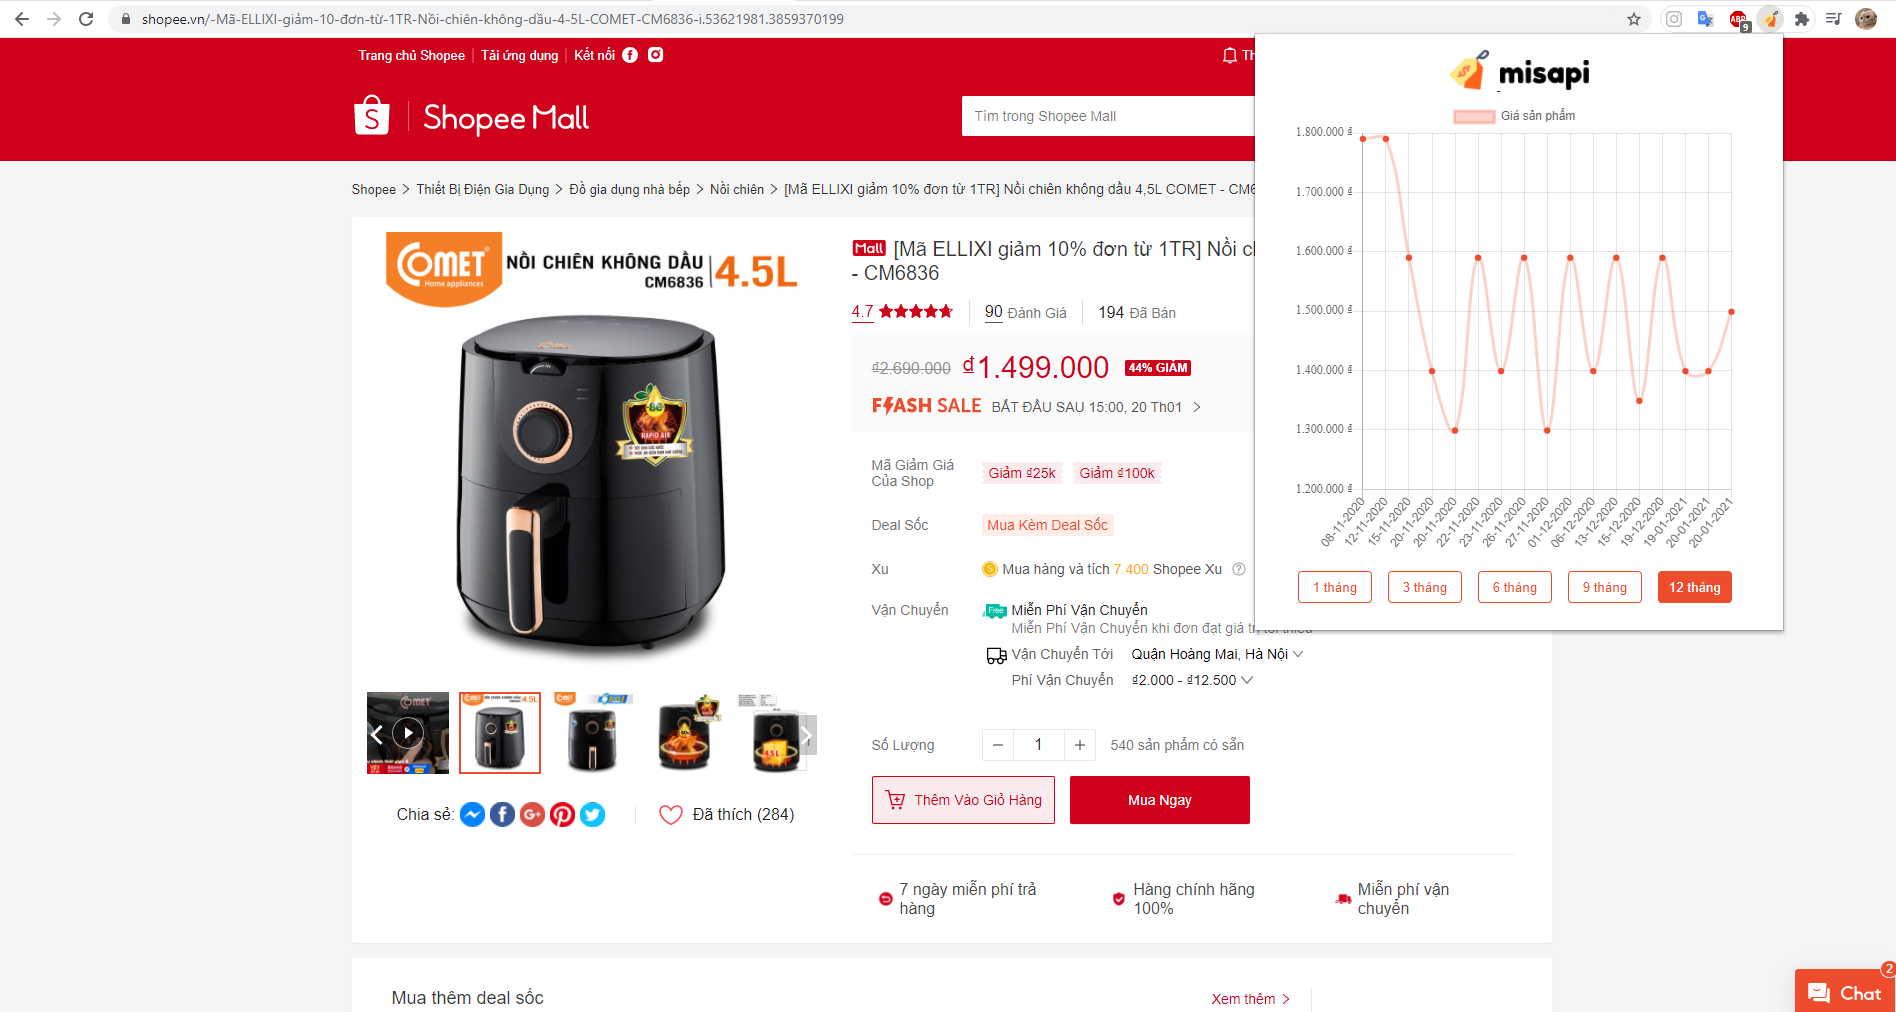 shopee.vn/-Mã-ELLIXI-giảm-10-đơn-từ-1TR-Nồi-chiên-không-dầu-4-5L-COMET-CM6836-i.53621981.3859370199
ABP
9
Trang chủ Shopee
Tải ứng dụng
Kết nối
Th
Shopee Mall
Tìm trong Shopee Mall
misapi
Giá sản phẩm
1.800.000 ₫
1.700.000 ₫
1.600.000 ₫
1.500.000 ₫
1.400.000 ₫
1.300.000 ₫
1.200.000 ₫
08-11-2020
12-11-2020
15-11-2020
20-11-2020
20-11-2020
22-11-2020
23-11-2020
26-11-2020
27-11-2020
01-12-2020
06-12-2020
13-12-2020
15-12-2020
19-12-2020
19-01-2021
20-01-2021
20-01-2021
1 tháng
3 tháng
6 tháng
9 tháng
12 tháng
Shopee > Thiết Bị Điện Gia Dụng > Đồ gia dụng nhà bếp > Nồi chiên > [Mã ELLIXI giảm 10% đơn từ 1TR] Nồi chiên không dầu 4,5L COMET - CM6
COMET
Home appliances
NỒI CHIÊN KHÔNG DẦU
CM6836
4.5L
RAPID AIR
Mall [Mã ELLIXI giảm 10% đơn từ 1TR] Nồi c
- CM6836
4.7
90 Đánh Giá
194 Đã Bán
₫2.690.000
₫1.499.000
44% GIẢM
FLASH SALE
BẮT ĐẦU SAU 15:00, 20 Th01
Mã Giảm Giá
Của Shop
Giảm ₫25k
Giảm ₫100k
Deal Sốc
Mua Kèm Deal Sốc
Xu
Mua hàng và tích 7.400 Shopee Xu
Vận Chuyển
Free
Miễn Phí Vận Chuyển
Miễn Phí Vận Chuyển khi đơn đạt giá trị tối thiểu
Vận Chuyển Tới
Quận Hoàng Mai, Hà Nội
Phí Vận Chuyển
₫2.000 - ₫12.500
Số Lượng
1
540 sản phẩm có sẵn
Thêm Vào Giỏ Hàng
Mua Ngay
Chia sẻ:
Đã thích (284)
7 ngày miễn phí trả
hàng
Hàng chính hãng
100%
Miễn phí vận
chuyển
Mua thêm deal sốc
Xem thêm
Chat
2